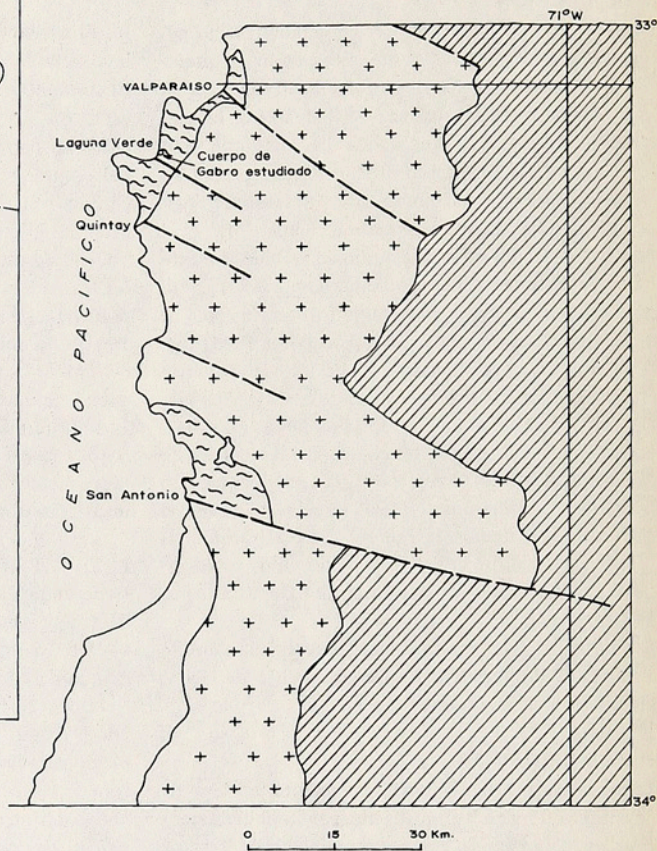 71°W
33°
VALPARAISO
Laguna Verde
Cuerpo de
Gabro estudiado
Quintay
OCEANO PACIFICO
San Antonio
34°
0 15 30 Km.